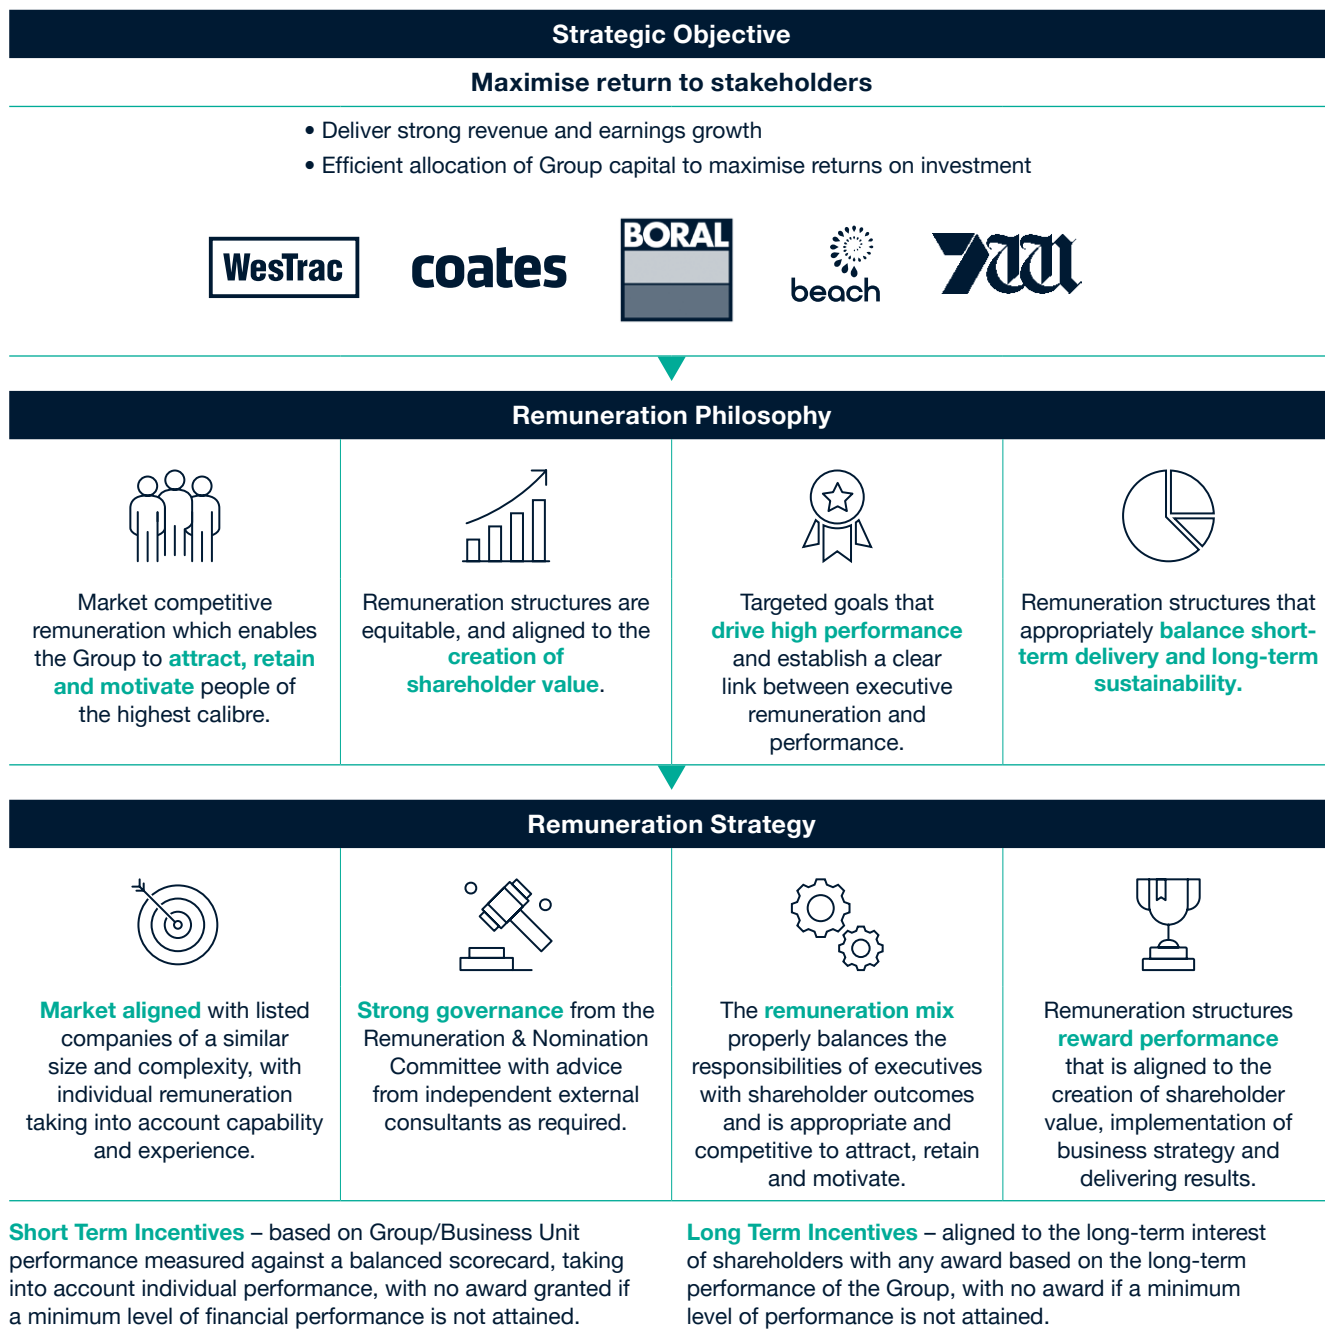 Strategic Objective
Maximise return to stakeholders
• Deliver strong revenue and earnings growth
• Efficient allocation of Group capital to maximise returns on investment
WesTrac
coates
BORAL
beach
7
Remuneration Philosophy
Market competitive
remuneration which enables
the Group to attract, retain
and motivate people of
the highest calibre.
Remuneration structures are
equitable, and aligned to the
creation of
shareholder value.
Targeted goals that
drive high performance
and establish a clear
link between executive
remuneration and
performance.
Remuneration structures that
appropriately balance short-
term delivery and long-term
sustainability.
Remuneration Strategy
Market aligned with listed
companies of a similar
size and complexity, with
individual remuneration
taking into account capability
and experience.
Strong governance from the
Remuneration & Nomination
Committee with advice
from independent external
consultants as required.
The remuneration mix
properly balances the
responsibilities of executives
with shareholder outcomes
and is appropriate and
competitive to attract, retain
and motivate.
Remuneration structures
reward performance
that is aligned to the
creation of shareholder
value, implementation of
business strategy and
delivering results.
Short Term Incentives – based on Group/Business Unit
performance measured against a balanced scorecard, taking
into account individual performance, with no award granted if
a minimum level of financial performance is not attained.
Long Term Incentives – aligned to the long-term interest
of shareholders with any award based on the long-term
performance of the Group, with no award if a minimum
level of performance is not attained.